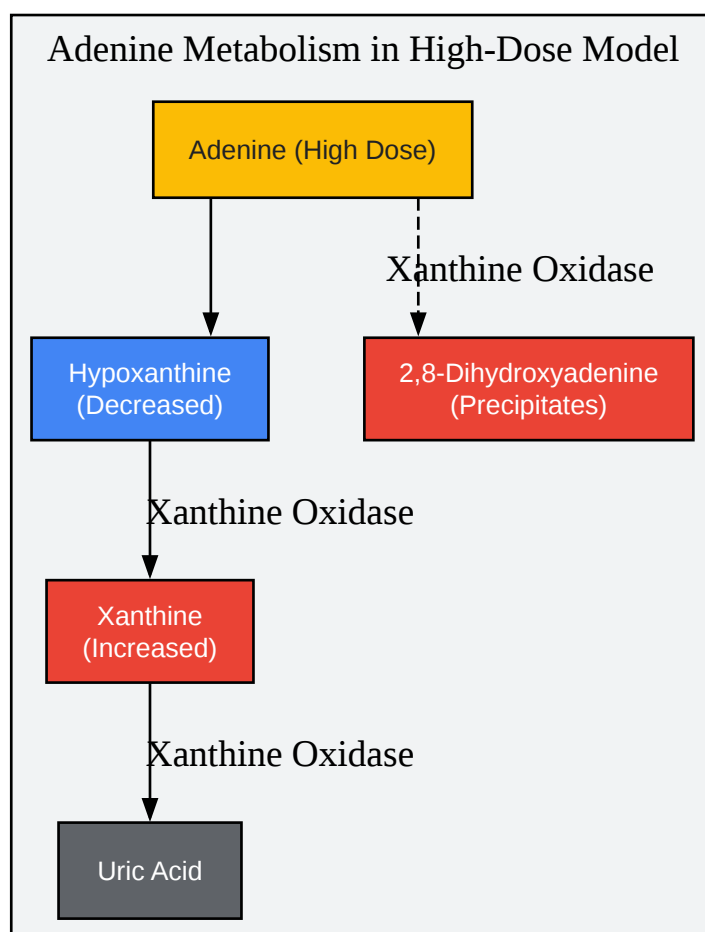 Adenine Metabolism in High-Dose Model
Adenine (High Dose)
Xanthine Oxidase
Hypoxanthine
(Decreased)
2,8-Dihydroxyadenine
(Precipitates)
Xanthine Oxidase
Xanthine
(Increased)
Xanthine Oxidase
Uric Acid